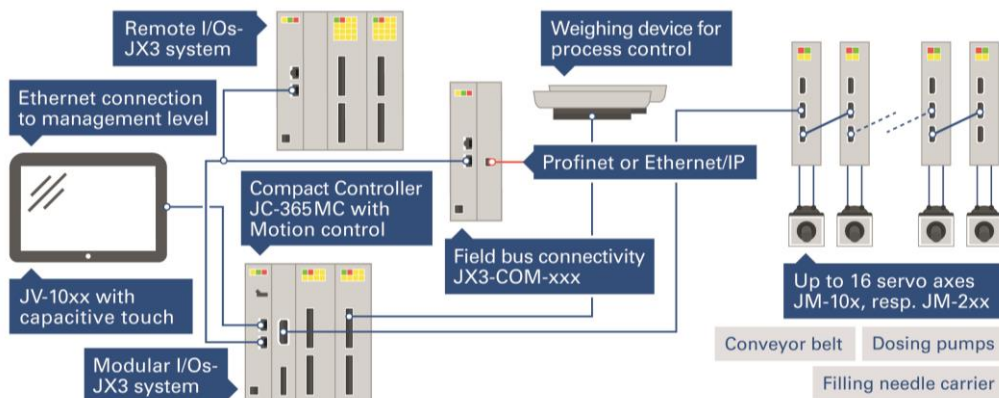 Remote I/Os-
JX3 system
Weighing device for
process control
Ethernet connection
to management level
Profinet or Ethernet/IP
Compact Controller
JC-365MC with
Motion control
Field bus connectivity
JX3-COM-xxx
JV-10xx with
capacitive touch
Up to 16 servo axes
JM-10x, resp. JM-2xx
Modular I/Os-
JX3 system
Conveyor belt
Dosing pumps
Filling needle carrier